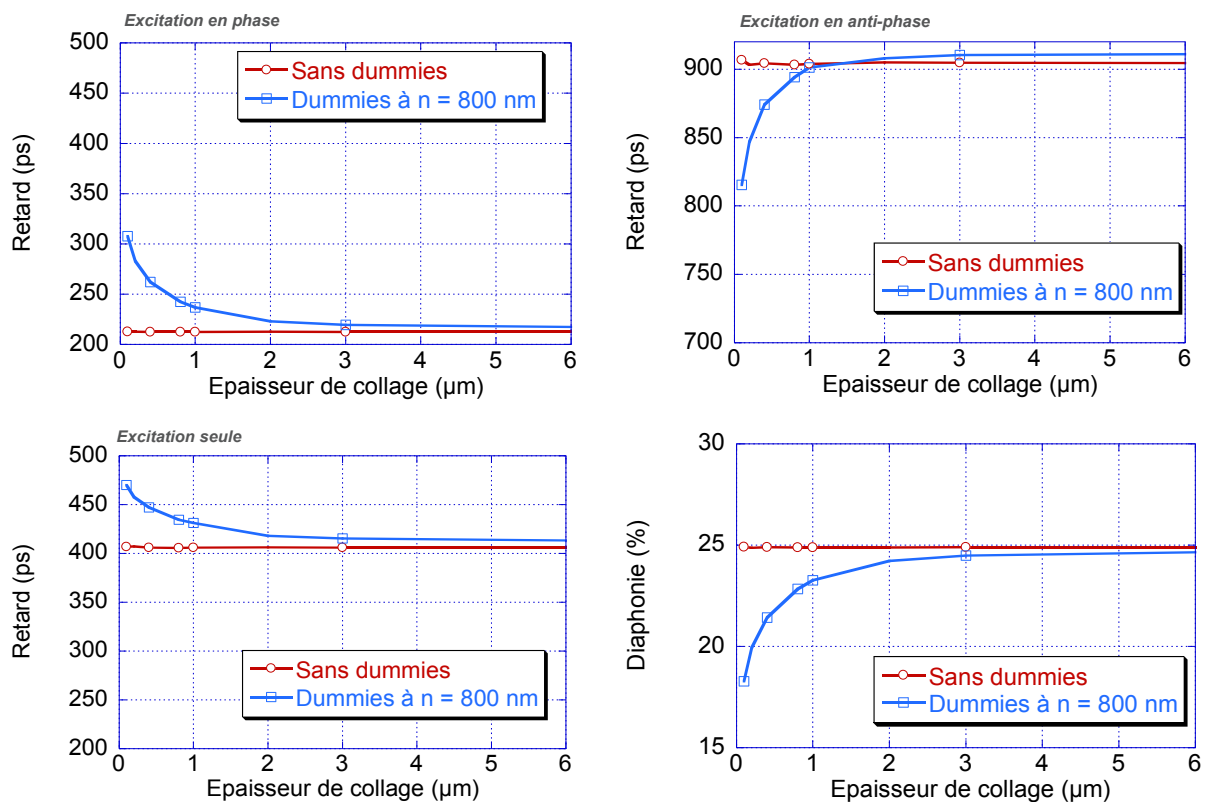 Excitation en phase
500
450
400
350
300
250
200
Retard (ps)
Sans dummies
Dummies à n = 800 nm
0 1 2 3 4 5 6
Epaisseur de collage (µm)
Excitation en anti-phase
900
850
800
750
700
Retard (ps)
Sans dummies
Dummies à n = 800 nm
0 1 2 3 4 5 6
Epaisseur de collage (µm)
Excitation seule
500
450
400
350
300
250
200
Retard (ps)
Sans dummies
Dummies à n = 800 nm
0 1 2 3 4 5 6
Epaisseur de collage (µm)
30
25
20
15
Diaphonie (%)
Sans dummies
Dummies à n = 800 nm
0 1 2 3 4 5 6
Epaisseur de collage (µm)